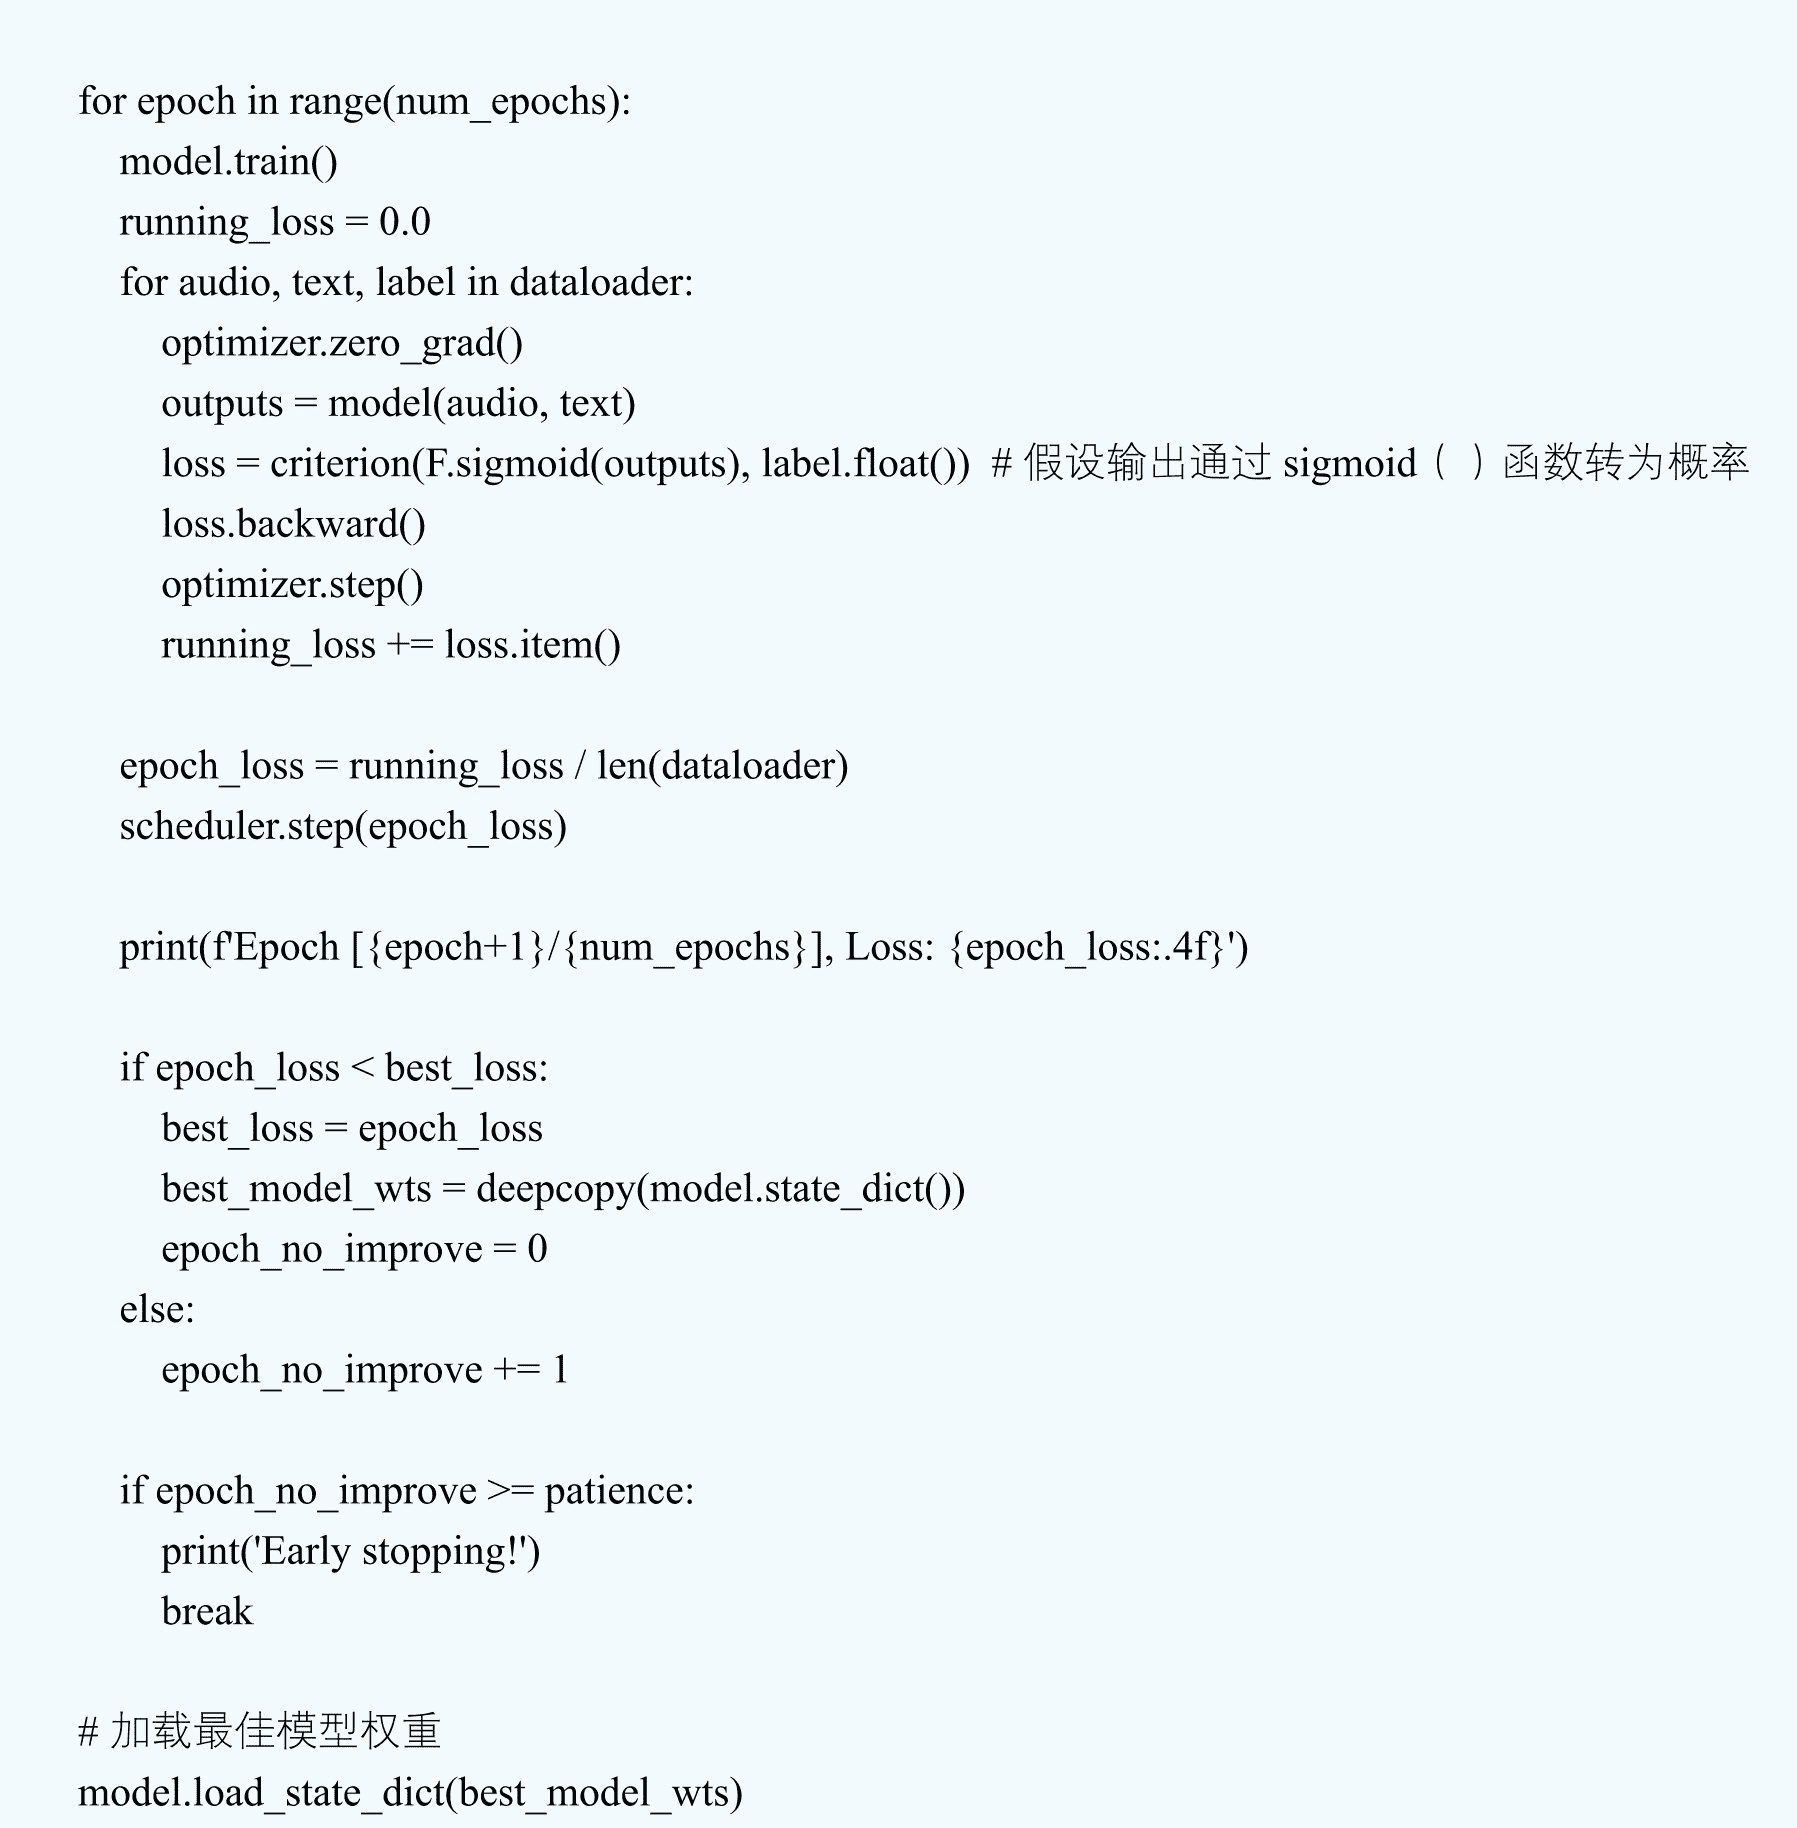 for epoch in range(num_epochs):
    model.train()
    running_loss = 0.0
    for audio, text, label in dataloader:
        optimizer.zero_grad()
        outputs = model(audio, text)
        loss = criterion(F.sigmoid(outputs), label.float())  # 假设输出通过 sigmoid（ ）函数转为概率
        loss.backward()
        optimizer.step()
        running_loss += loss.item()

    epoch_loss = running_loss / len(dataloader)
    scheduler.step(epoch_loss)

    print(f'Epoch [{epoch+1}/{num_epochs}], Loss: {epoch_loss:.4f}')

    if epoch_loss < best_loss:
        best_loss = epoch_loss
        best_model_wts = deepcopy(model.state_dict())
        epoch_no_improve = 0
    else:
        epoch_no_improve += 1

    if epoch_no_improve >= patience:
        print('Early stopping!')
        break

# 加载最佳模型权重
model.load_state_dict(best_model_wts)